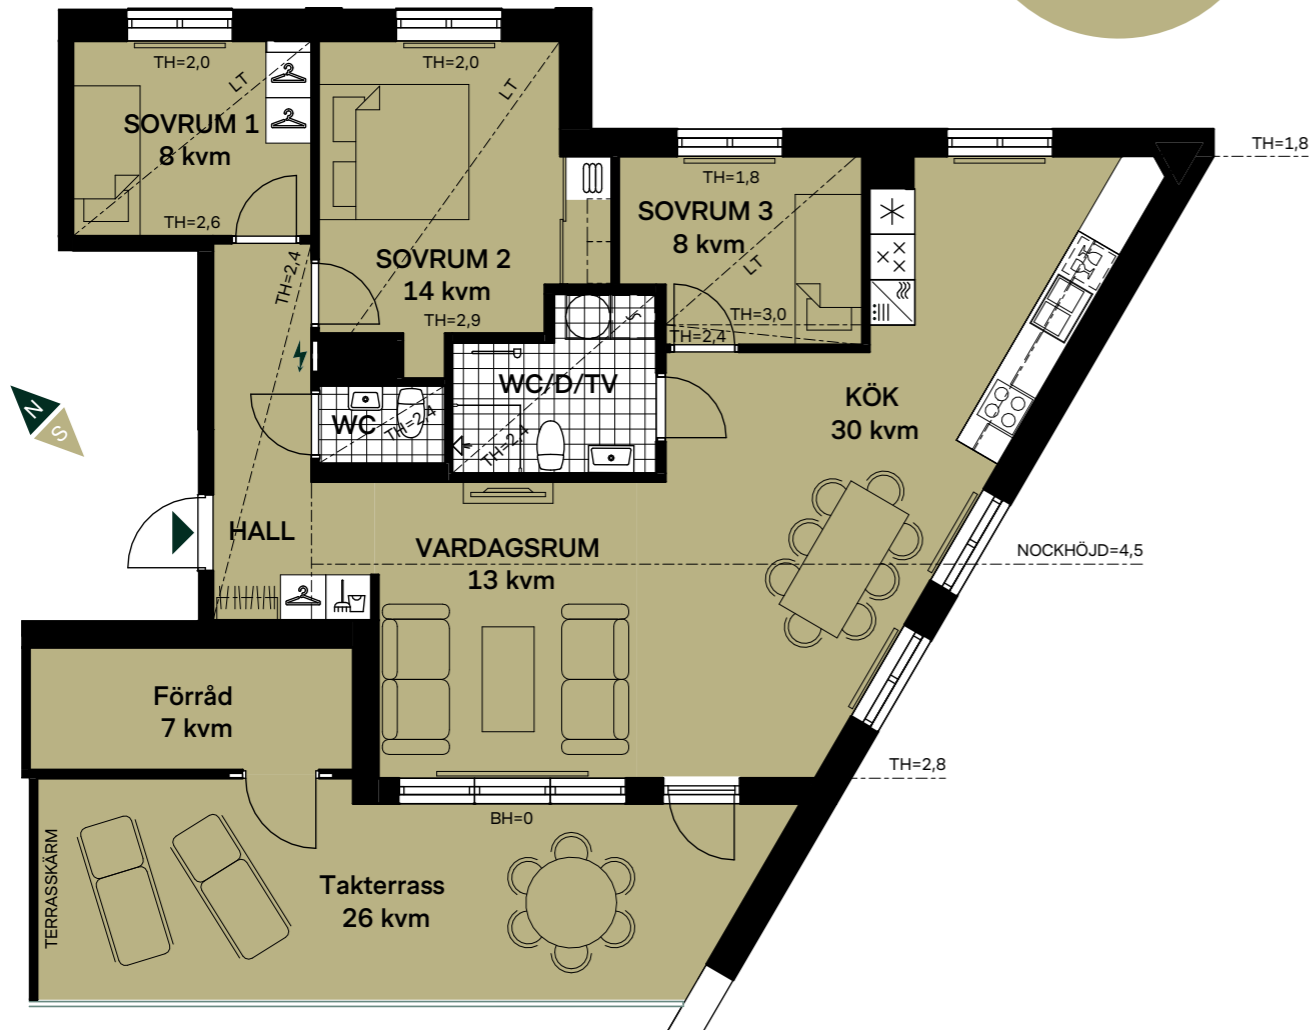 TH=2,0
LT
SOVRUM 1
8 kvm
TH=2,6
TH=2,0
LT
SOVRUM 2
14 kvm
TH=2,9
TH=1,8
SOVRUM 3
8 kvm
LT
TH=3,0
TH=2,4
TH=1,8
TH=2,4
WC
TH=2,4
WC/D/TV
TH=2,4
KÖK
30 kvm
N
S
HALL
VARDAGSRUM
13 kvm
NOCKHÖJD=4,5
Förråd
7 kvm
TH=2,8
BH=0
TERRASSKÄRM
Takterrass
26 kvm